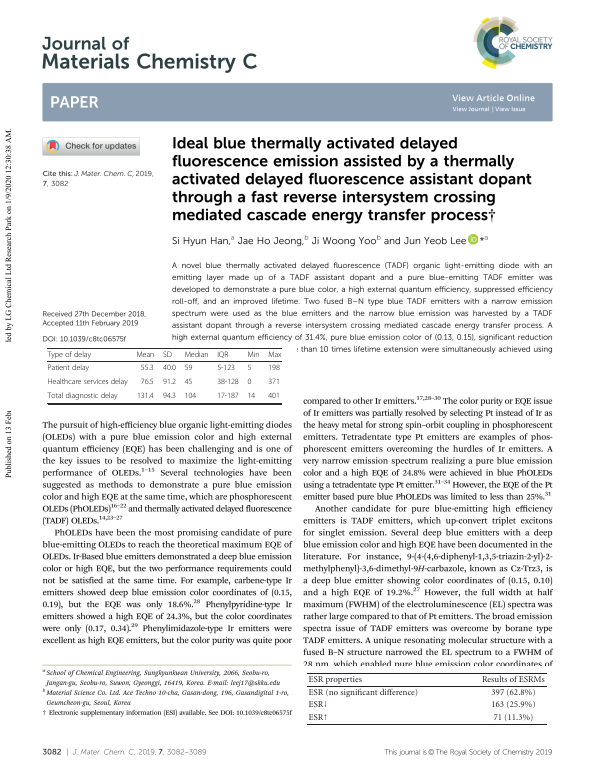 Journal of
Materials Chemistry C
ROYAL SOCIETY
OF CHEMISTRY
PAPER
View Article Online
View Journal | View Issue
Check for updates
Cite this: J. Mater. Chem. C, 2019,
7, 3082
Ideal blue thermally activated delayed
fluorescence emission assisted by a thermally
activated delayed fluorescence assistant dopant
through a fast reverse intersystem crossing
mediated cascade energy transfer process†
Si Hyun Han,a Jae Ho Jeong,b Ji Woong Yoob and Jun Yeob Lee *a
A novel blue thermally activated delayed fluorescence (TADF) organic light-emitting diode with an
emitting layer made up of a TADF assistant dopant and a pure blue-emitting TADF emitter was
developed to demonstrate a pure blue color, a high external quantum efficiency, suppressed efficiency
roll-off, and an improved lifetime. Two fused B–N type blue TADF emitters with a narrow emission
spectrum were used as the blue emitters and the narrow blue emission was harvested by a TADF
assistant dopant through a reverse intersystem crossing mediated cascade energy transfer process. A
high external quantum efficiency of 31.4%, pure blue emission color of (0.13, 0.15), significant reduction
than 10 times lifetime extension were simultaneously achieved using
Received 27th December 2018,
Accepted 11th February 2019
DOI: 10.1039/c8tc06575f
Type of delay Mean SD Median IQR Min Max
Patient delay 55.3 40.0 59 5-123 5 198
Healthcare services delay 76.5 91.2 45 38-128 0 371
Total diagnostic delay 131.4 94.3 104 17-187 14 401
The pursuit of high-efficiency blue organic light-emitting diodes
(OLEDs) with a pure blue emission color and high external
quantum efficiency (EQE) has been challenging and is one of
the key issues to be resolved to maximize the light-emitting
performance of OLEDs.1–15 Several technologies have been
suggested as methods to demonstrate a pure blue emission
color and high EQE at the same time, which are phosphorescent
OLEDs (PhOLEDs)16–22 and thermally activated delayed fluorescent
(TADF) OLEDs.14,23–27
PhOLEDs have been the most promising candidate of pure
blue-emitting OLEDs to reach the theoretical maximum EQE of
OLEDs. Ir-Based blue emitters demonstrated a deep blue emission
color or high EQE, but the two performance requirements could
not be satisfied at the same time. For example, carbene-type Ir
emitters showed deep blue emission color coordinates of (0.15,
0.19), but the EQE was only 18.6%.28 Phenylpyridine-type Ir
emitters showed a high EQE of 24.3%, but the color coordinates
were only (0.17, 0.34).29 Phenylimidazole-type Ir emitters were
excellent as high EQE emitters, but the color purity was quite poor
compared to other Ir emitters.17,28–30 The color purity or EQE issue
of Ir emitters was partially resolved by selecting Pt instead of Ir as
the heavy metal for strong spin–orbit coupling in phosphorescent
emitters. Tetradentate type Pt emitters are examples of phos-
phorescent emitters overcoming the hurdles of Ir emitters. A
very narrow emission spectrum realizing a pure blue emission
color and a high EQE of 24.8% were achieved in blue PhOLEDs
using a tetradentate type Pt emitter.31–34 However, the EQE of the Pt
emitter based pure blue PhOLEDs was limited to less than 25%.31
Another candidate for pure blue-emitting high efficiency
emitters is TADF emitters, which up-convert triplet excitons
for singlet emission. Several deep blue emitters with a deep
blue emission color and high EQE have been documented in the
literature. For instance, 9-(4-(4,6-diphenyl-1,3,5-triazin-2-yl)-2-
methylphenyl)-3,6-dimethyl-9H-carbazole, known as Cz-Trz3, is
a deep blue emitter showing color coordinates of (0.15, 0.10)
and a high EQE of 19.2%.27 However, the full width at half
maximum (FWHM) of the electroluminescence (EL) spectra was
rather large compared to that of Pt emitters. The broad emission
spectra issue of TADF emitters was overcome by borane type
TADF emitters. A unique resonating molecular structure with a
fused B–N structure narrowed the EL spectrum to a FWHM of
28 nm, which enabled pure blue emission color coordinates of
ESR properties Results of ESRMs
ESR (no significant difference) 397 (62.8%)
ESR↓ 163 (25.9%)
ESR↑ 71 (11.3%)
a School of Chemical Engineering, Sungkyunkwan University, 2066, Seobu-ro,
Jangan-gu, Seobu-ro, Suwon, Gyeonggi, 16419, Korea. E-mail: leej17@skku.edu
b Material Science Co. Ltd. Ace Techno 10-cha, Gasan-dong, 196, Gasandigital 1-ro,
Geumcheon-gu, Seoul, Korea
† Electronic supplementary information (ESI) available. See DOI: 10.1039/c8tc06575f
3082 | J. Mater. Chem. C, 2019, 7, 3082–3089
This journal is © The Royal Society of Chemistry 2019
Published on 13 Feb
led by LG Chemical Ltd Research Park on 1/9/2020 12:30:38 AM.